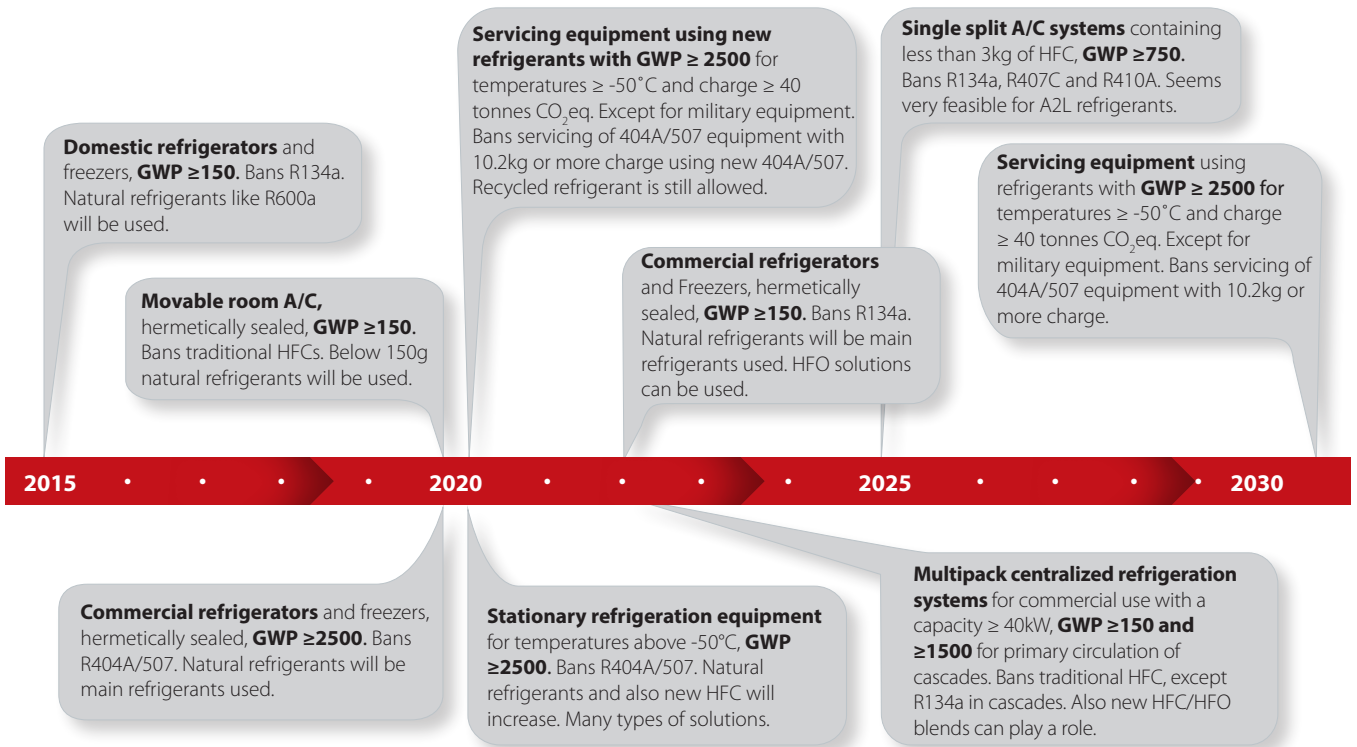 Domestic refrigerators and
freezers, GWP ≥150. Bans R134a.
Natural refrigerants like R600a
will be used.
Movable room A/C,
hermetically sealed, GWP ≥150.
Bans traditional HFCs. Below 150g
natural refrigerants will be used.
Servicing equipment using new
refrigerants with GWP ≥ 2500 for
temperatures ≥ -50˚C and charge ≥ 40
tonnes CO₂eq. Except for military equipment.
Bans servicing of 404A/507 equipment with
10.2kg or more charge using new 404A/507.
Recycled refrigerant is still allowed.
Commercial refrigerators
and Freezers, hermetically
sealed, GWP ≥150. Bans R134a.
Natural refrigerants will be main
refrigerants used. HFO solutions
can be used.
Single split A/C systems containing
less than 3kg of HFC, GWP ≥750.
Bans R134a, R407C and R410A. Seems
very feasible for A2L refrigerants.
Servicing equipment using
refrigerants with GWP ≥ 2500 for
temperatures ≥ -50˚C and charge
≥ 40 tonnes CO₂eq. Except for
military equipment. Bans servicing of
404A/507 equipment with 10.2kg or
more charge.
2015 2020 2025 2030
Commercial refrigerators and freezers,
hermetically sealed, GWP ≥2500. Bans
R404A/507. Natural refrigerants will be
main refrigerants used.
Stationary refrigeration equipment
for temperatures above -50°C, GWP
≥2500. Bans R404A/507. Natural
refrigerants and also new HFC will
increase. Many types of solutions.
Multipack centralized refrigeration
systems for commercial use with a
capacity ≥ 40kW, GWP ≥150 and
≥1500 for primary circulation of
cascades. Bans traditional HFC, except
R134a in cascades. Also new HFC/HFO
blends can play a role.